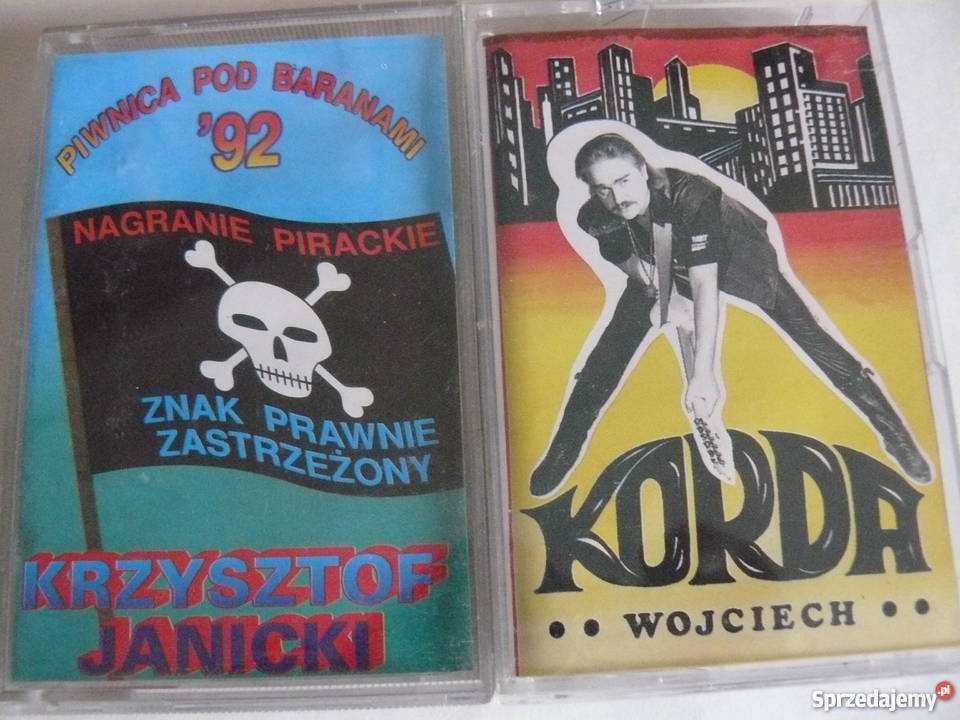 PIWNICA POD BARANAMI
'92
NAGRANIE PIRACKIE
ZNAK PRAWNIE
ZASTRZEŻONY
KRZYSZTOF
JANICKI
KORDA
WOJCIECH
Sprzedajemy.pl